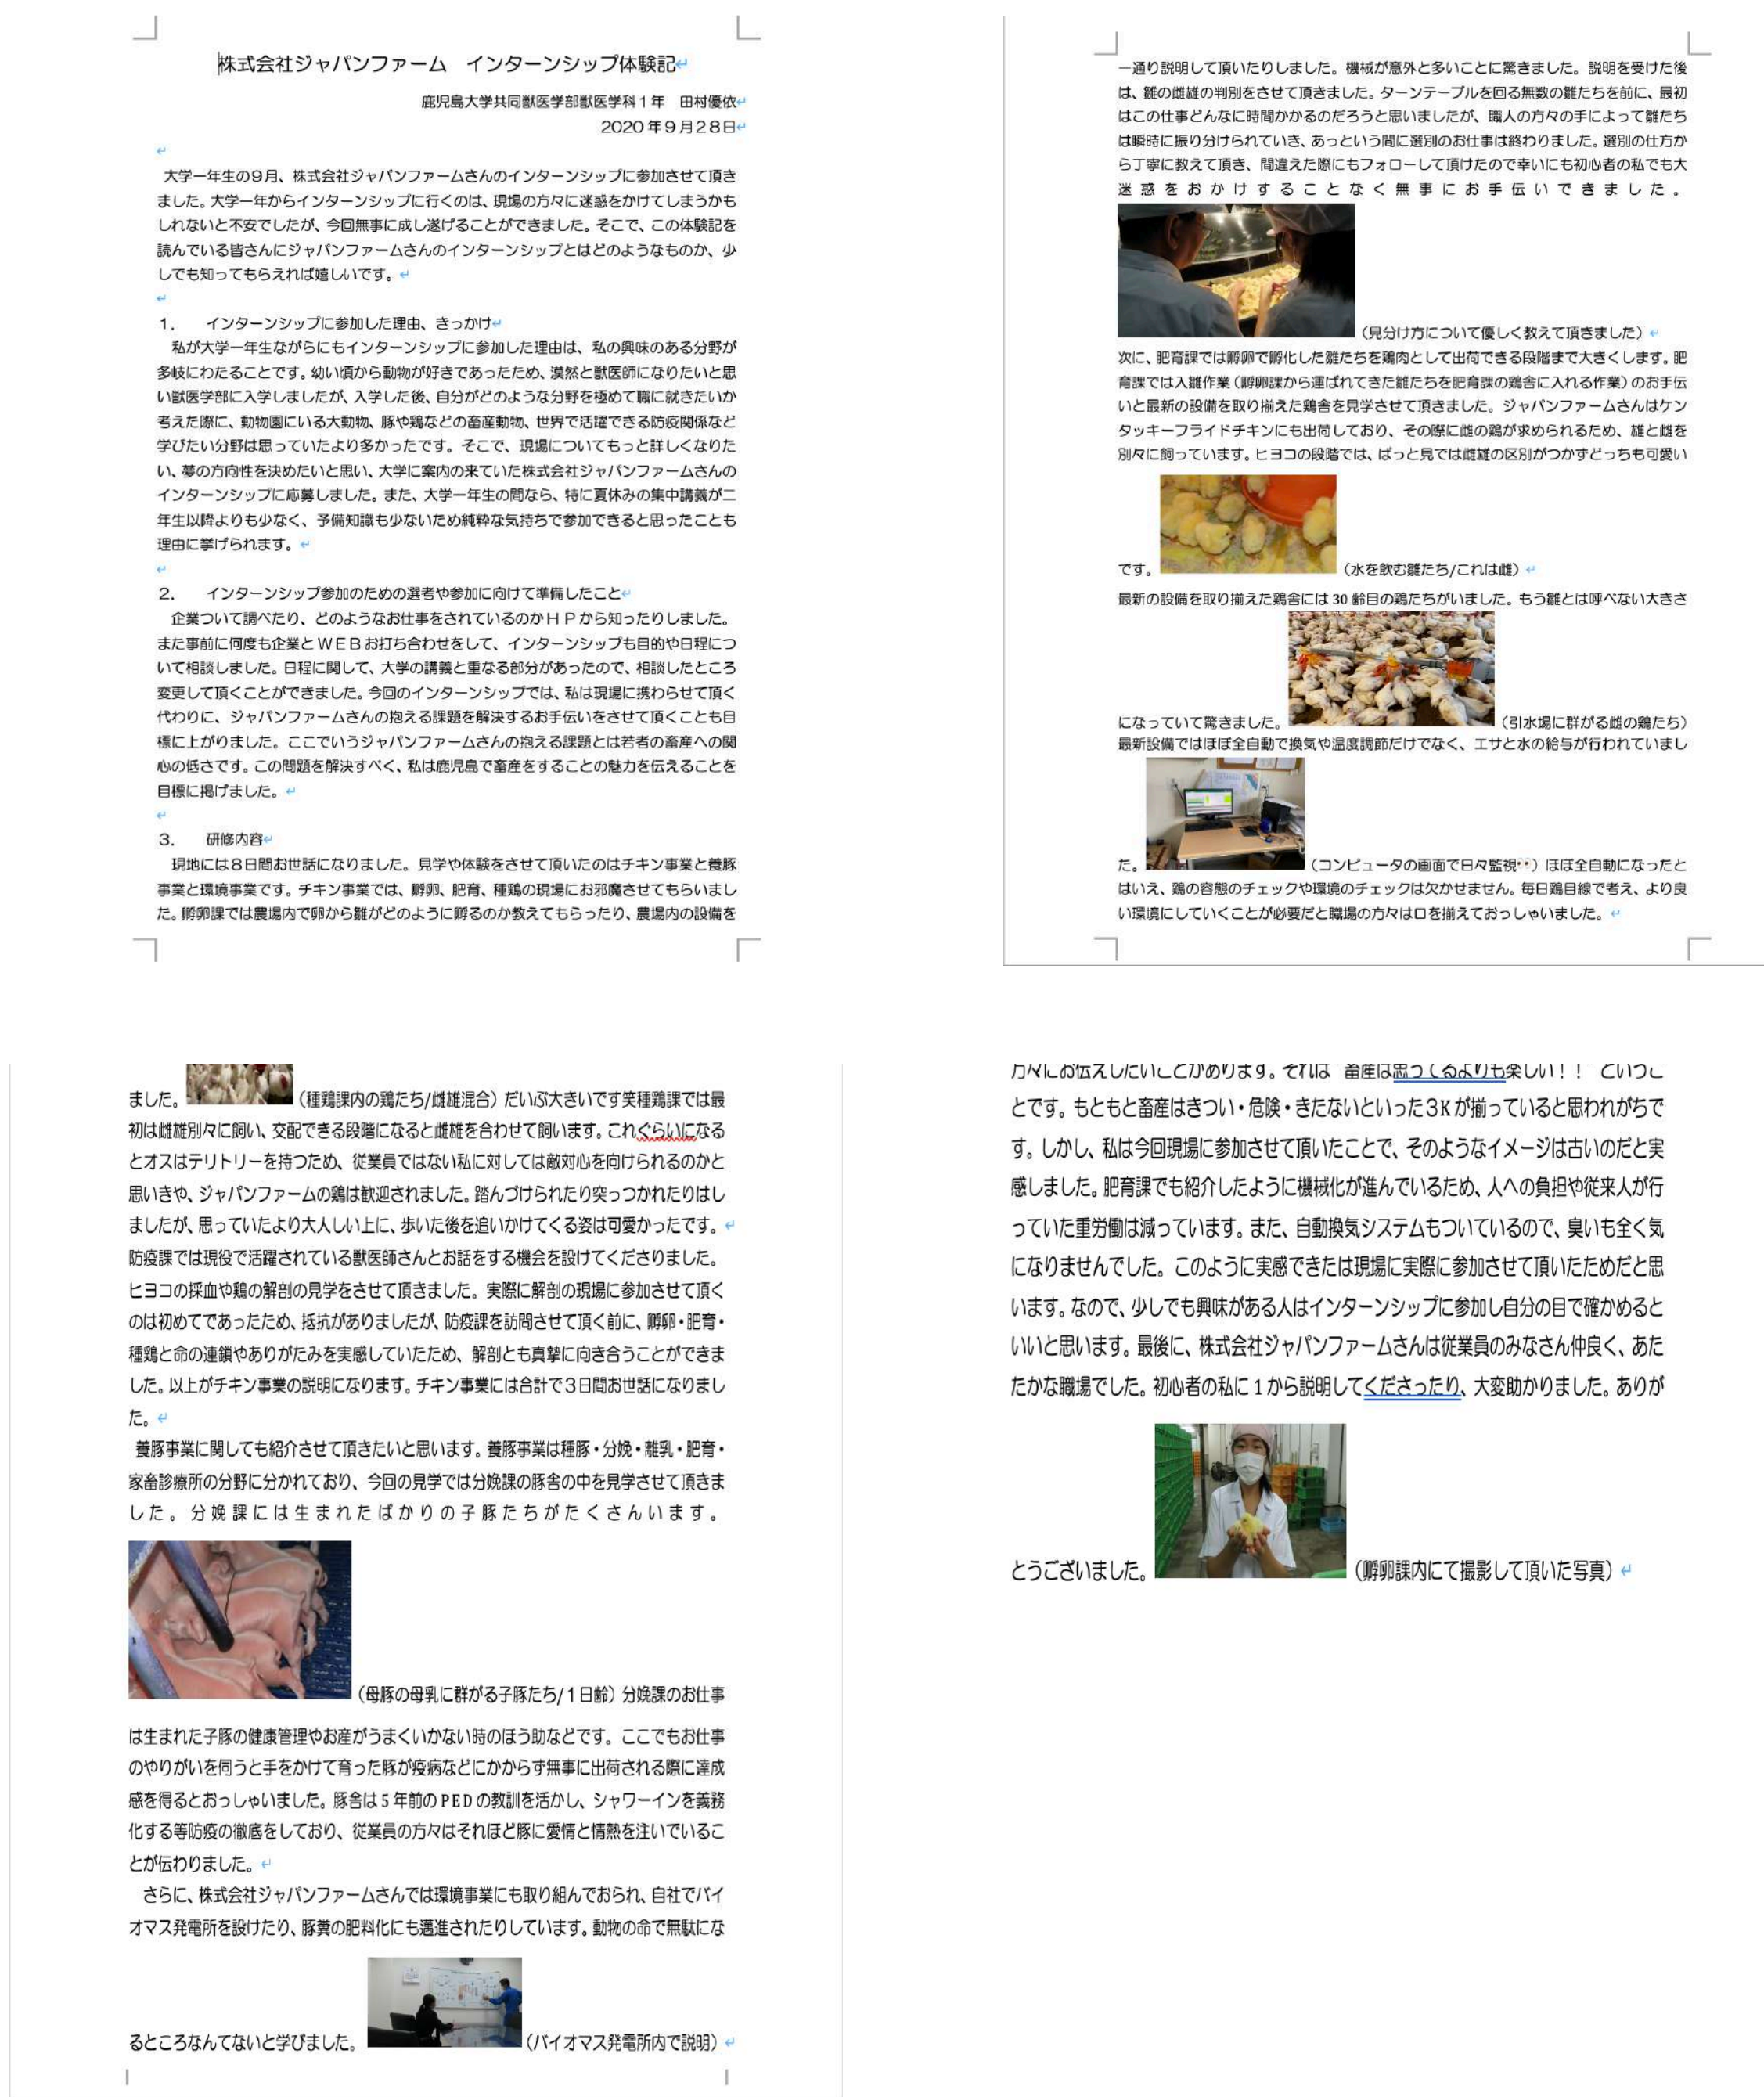 株式会社ジャパンファーム　インターンシップ体験記
鹿児島大学共同獣医学部獣医学科１年　田村優依
2020年9月28日
大学一年生の9月、株式会社ジャパンファームさんのインターンシップに参加させて頂き
ました。大学一年からインターンシップに行くのは、現場の方々に迷惑をかけてしまうかも
しれないと不安でしたが、今回無事に成し遂げることができました。そこで、この体験記を
読んでいる皆さんにジャパンファームさんのインターンシップとはどのようなものか、少
しでも知ってもらえれば嬉しいです。
1.　インターンシップに参加した理由、きっかけ
私が大学一年生ながらにもインターンシップに参加した理由は、私の興味のある分野が
多岐にわたることです。幼い頃から動物が好きであったため、漠然と獣医師になりたいと思
い獣医学部に入学しましたが、入学した後、自分がどのような分野を極めて職に就きたいか
考えた際に、動物園にいる大動物、豚や鶏などの畜産動物、世界で活躍できる防疫関係など
学びたい分野は思っていたより多かったです。そこで、現場についてもっと詳しくなりた
い、夢の方向性を決めたいと思い、大学に案内の来ていた株式会社ジャパンファームさんの
インターンシップに応募しました。また、大学一年生の間なら、特に夏休みの集中講義が二
年生以降よりも少なく、予備知識も少ないため純粋な気持ちで参加できると思ったことも
理由に挙げられます。
2.　インターンシップ参加のための選考や参加に向けて準備したこと
企業ついて調べたり、どのようなお仕事をされているのかＨＰから知ったりしました。
また事前に何度も企業とＷＥＢお打ち合わせをして、インターンシップも目的や日程につ
いて相談しました。日程に関して、大学の講義と重なる部分があったので、相談したところ
変更して頂くことができました。今回のインターンシップでは、私は現場に携わらせて頂く
代わりに、ジャパンファームさんの抱える課題を解決するお手伝いをさせて頂くことも目
標に上がりました。ここでいうジャパンファームさんの抱える課題とは若者の畜産への関
心の低さです。この問題を解決すべく、私は鹿児島で畜産をすることの魅力を伝えることを
目標に掲げました。
3.　研修内容
現地には８日間お世話になりました。見学や体験をさせて頂いたのはチキン事業と養豚
事業と環境事業です。チキン事業では、孵卵、肥育、種鶏の現場にお邪魔させてもらいまし
た。孵卵課では農場内で卵から雛がどのように孵るのか教えてもらったり、農場内の設備を
一通り説明して頂いたりしました。機械が意外と多いことに驚きました。説明を受けた後
は、雛の雌雄の判別をさせて頂きました。ターンテーブルを回る無数の雛たちを前に、最初
はこの仕事どんなに時間かかるのだろうと思いましたが、職人の方々の手によって雛たち
は瞬時に振り分けられていき、あっという間に選別のお仕事は終わりました。選別の仕方か
ら丁寧に教えて頂き、間違えた際にもフォローして頂けたので幸いにも初心者の私でも大
迷惑をおかけすることなく無事にお手伝いできました。
（見分け方について優しく教えて頂きました）
次に、肥育課では孵卵で孵化した雛たちを鶏肉として出荷できる段階まで大きくします。肥
育課では入雛作業（孵卵課から運ばれてきた雛たちを肥育課の鶏舎に入れる作業）のお手伝
いと最新の設備を取り揃えた鶏舎を見学させて頂きました。ジャパンファームさんはケン
タッキーフライドチキンにも出荷しており、その際に雌の鶏が求められるため、雄と雌を
別々に飼っています。ヒヨコの段階では、ぱっと見では雌雄の区別がつかずどっちも可愛い
です。（水を飲む雛たち/これは雌）
最新の設備を取り揃えた鶏舎には30齢目の鶏たちがいました。もう雛とは呼べない大きさ
になっていて驚きました。（引水場に群がる雌の鶏たち）
最新設備ではほぼ全自動で換気や温度調節だけでなく、エサと水の給与が行われていまし
た。（コンピュータの画面で日々監視👀）ほぼ全自動になったと
はいえ、鶏の容態のチェックや環境のチェックは欠かせません。毎日鶏目線で考え、より良
い環境にしていくことが必要だと職場の方々は口を揃えておっしゃいました。
ました。（種鶏課内の鶏たち/雌雄混合）だいぶ大きいです笑種鶏課では最
初は雌雄別々に飼い、交配できる段階になると雌雄を合わせて飼います。これぐらいになる
とオスはテリトリーを持つため、従業員ではない私に対しては敵対心を向けられるのかと
思いきや、ジャパンファームの鶏は歓迎されました。踏んづけられたり突っつかれたりはし
ましたが、思っていたより大人しい上に、歩いた後を追いかけてくる姿は可愛かったです。
防疫課では現役で活躍されている獣医師さんとお話をする機会を設けてくださりました。
ヒヨコの採血や鶏の解剖の見学をさせて頂きました。実際に解剖の現場に参加させて頂く
のは初めてであったため、抵抗がありましたが、防疫課を訪問させて頂く前に、孵卵・肥育・
種鶏と命の連鎖やありがたみを実感していたため、解剖とも真摯に向き合うことができま
した。以上がチキン事業の説明になります。チキン事業には合計で３日間お世話になりまし
た。
養豚事業に関しても紹介させて頂きたいと思います。養豚事業は種豚・分娩・離乳・肥育・
家畜診療所の分野に分かれており、今回の見学では分娩課の豚舎の中を見学させて頂きま
した。分娩課には生まれたばかりの子豚たちがたくさんいます。
（母豚の母乳に群がる子豚たち/１日齢）分娩課のお仕事
は生まれた子豚の健康管理やお産がうまくいかない時のほう助などです。ここでもお仕事
のやりがいを伺うと手をかけて育った豚が疫病などにかからず無事に出荷される際に達成
感を得るとおっしゃいました。豚舎は5年前のPEDの教訓を活かし、シャワーインを義務
化する等防疫の徹底をしており、従業員の方々はそれほど豚に愛情と情熱を注いでいるこ
とが伝わりました。
さらに、株式会社ジャパンファームさんでは環境事業にも取り組んでおられ、自社でバイ
オマス発電所を設けたり、豚糞の肥料化にも邁進されたりしています。動物の命で無駄にな
るところなんてないと学びました。（バイオマス発電所内で説明）
方々にお伝えしたいことがあります。それは　畜産は思ってるよりも楽しい！！　というこ
とです。もともと畜産はきつい・危険・きたないといった３Kが揃っていると思われがちで
す。しかし、私は今回現場に参加させて頂いたことで、そのようなイメージは古いのだと実
感しました。肥育課でも紹介したように機械化が進んでいるため、人への負担や従来人が行
っていた重労働は減っています。また、自動換気システムもついているので、臭いも全く気
になりませんでした。このように実感できたは現場に実際に参加させて頂いたためだと思
います。なので、少しでも興味がある人はインターンシップに参加し自分の目で確かめると
いいと思います。最後に、株式会社ジャパンファームさんは従業員のみなさん仲良く、あた
たかな職場でした。初心者の私に１から説明してくださったり、大変助かりました。ありが
とうございました。（孵卵課内にて撮影して頂いた写真）